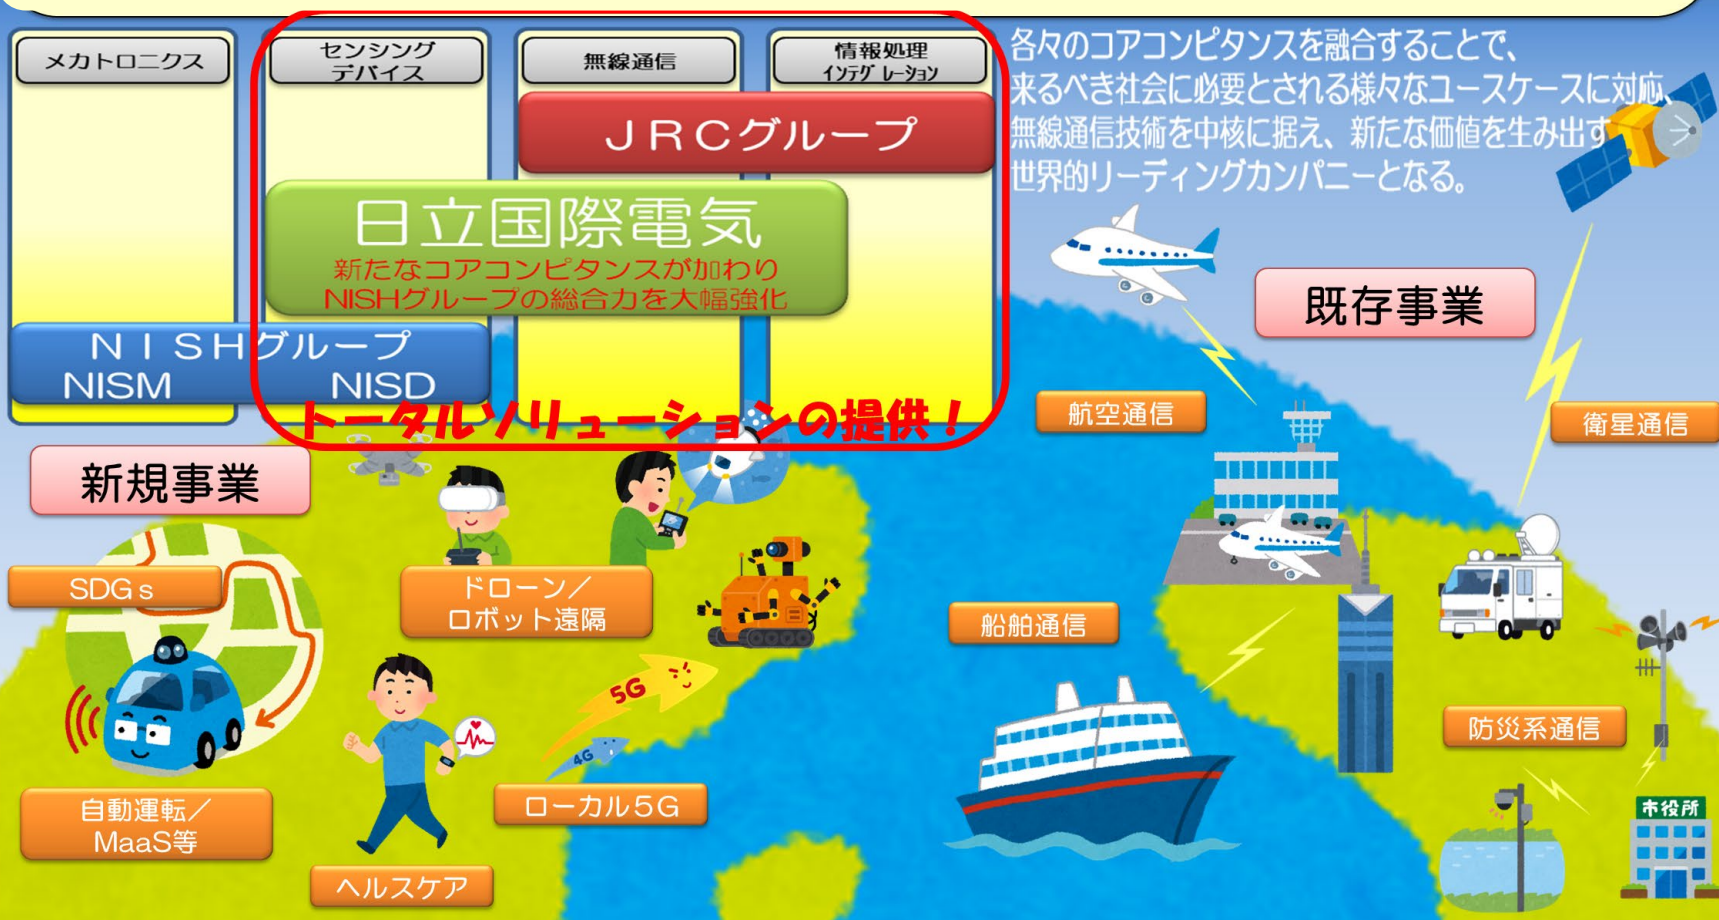 メカトロニクス
センシング
デバイス
無線通信
情報処理
インテグレーション
JRCグループ
日立国際電気
新たなコアコンピタンスが加わり
NISHグループの総合力を大幅強化
NISHグループ
NISM NISD
トータルソリューションの提供！
各々のコアコンピタンスを融合することで、
来るべき社会に必要とされる様々なユースケースに対応、
無線通信技術を中核に据え、新たな価値を生み出す
世界的リーディングカンパニーとなる。
既存事業
航空通信
衛星通信
船舶通信
防災系通信
市役所
新規事業
SDGs
ドローン／
ロボット遠隔
5G
4G
ローカル5G
自動運転／
MaaS等
ヘルスケア